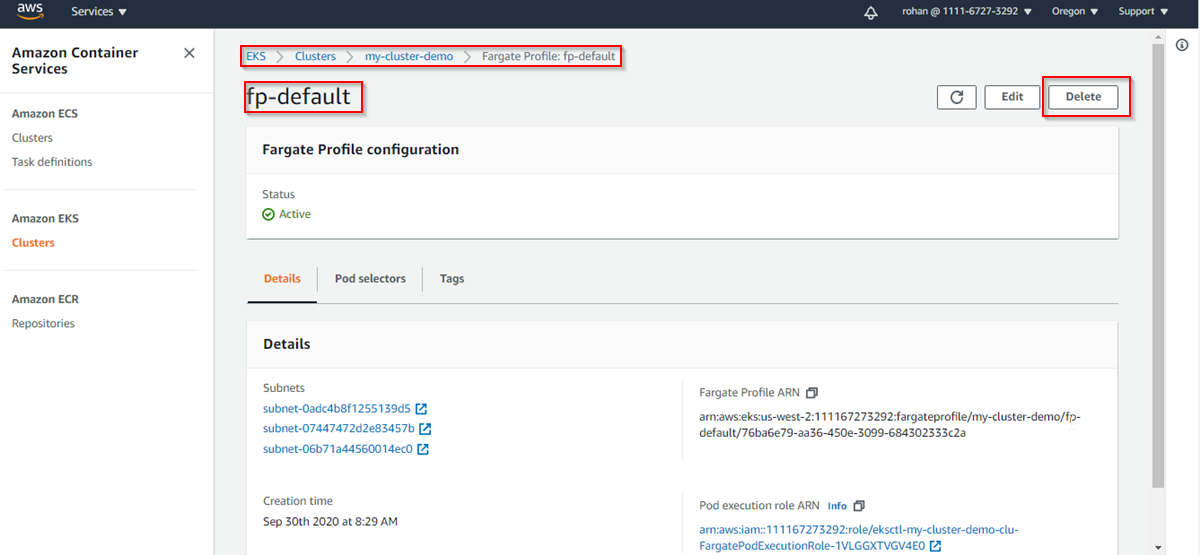 aws
Services
rohan @ 1111-6727-3292
Oregon
Support
Amazon Container
Services
Amazon ECS
Clusters
Task definitions
Amazon EKS
Clusters
Amazon ECR
Repositories
EKS
Clusters
my-cluster-demo
Fargate Profile: fp-default
fp-default
Edit
Delete
Fargate Profile configuration
Status
Active
Details
Pod selectors
Tags
Details
Subnets
subnet-0adc4b8f1255139d5
subnet-07447472d2e83457b
subnet-06b71a44560014ec0
Fargate Profile ARN
arn:aws:eks:us-west-2:111167273292:fargateprofile/my-cluster-demo/fp-
default/76ba6e79-aa36-450e-3099-684302333c2a
Creation time
Sep 30th 2020 at 8:29 AM
Pod execution role ARN Info
arn:aws:iam::111167273292:role/eksctl-my-cluster-demo-clu-
FargatePodExecutionRole-1VLGGXTVGV4E0